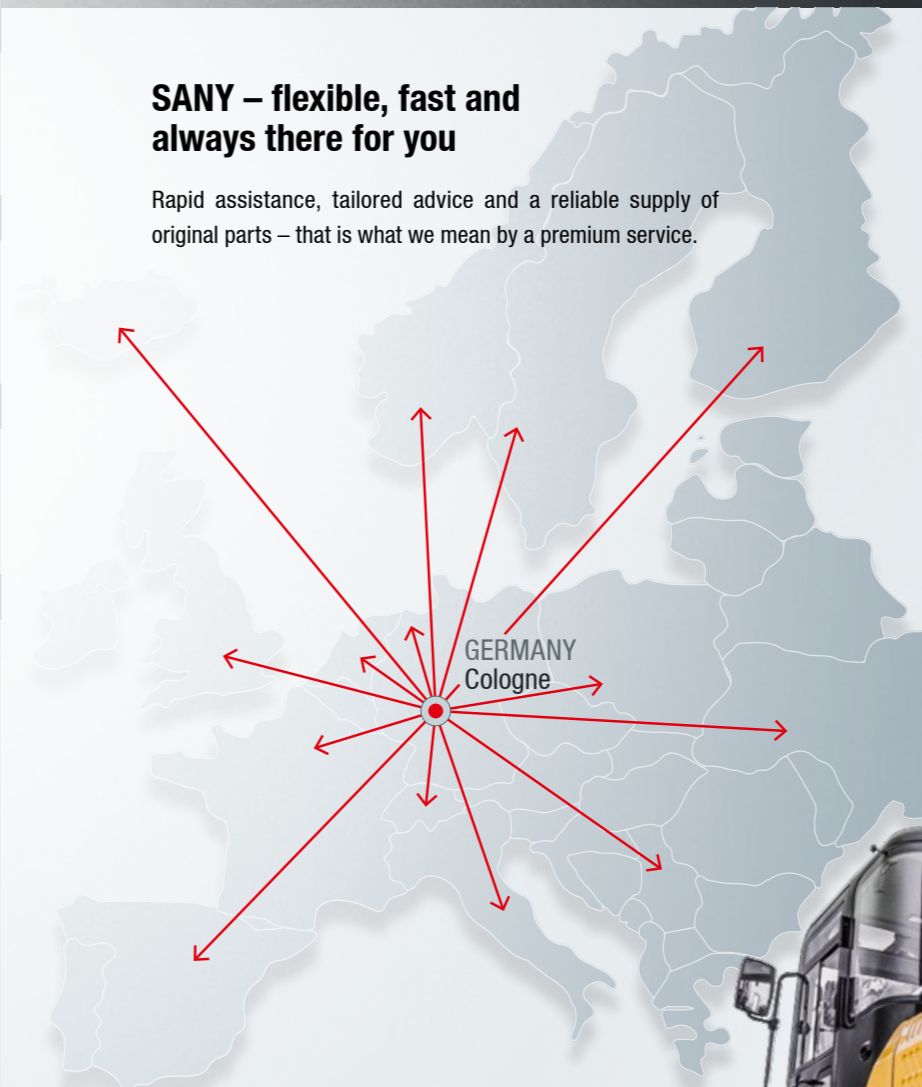 SANY – flexible, fast and
always there for you
Rapid assistance, tailored advice and a reliable supply of
original parts – that is what we mean by a premium service.
GERMANY
Cologne